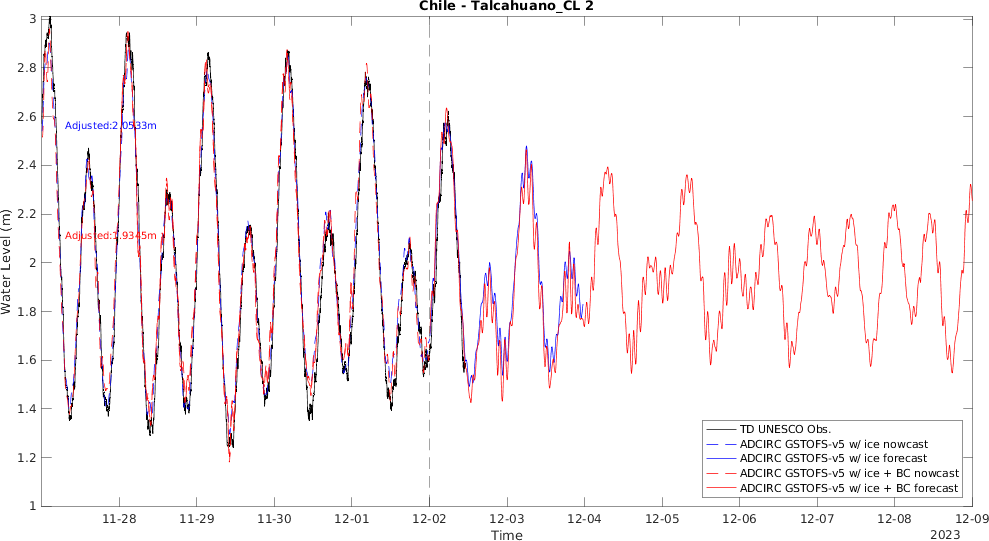 Chile - Talcahuano_CL 2
Water Level (m)
3
2.8
2.6
2.4
2.2
2
1.8
1.6
1.4
1.2
1
Adjusted:2.0533m
Adjusted:1.9345m
TD UNESCO Obs.
ADCIRC GSTOFS-v5 w/ ice nowcast
ADCIRC GSTOFS-v5 w/ ice forecast
ADCIRC GSTOFS-v5 w/ ice + BC nowcast
ADCIRC GSTOFS-v5 w/ ice + BC forecast
11-28 11-29 11-30 12-01 12-02 12-03 12-04 12-05 12-06 12-07 12-08 12-09
Time
2023